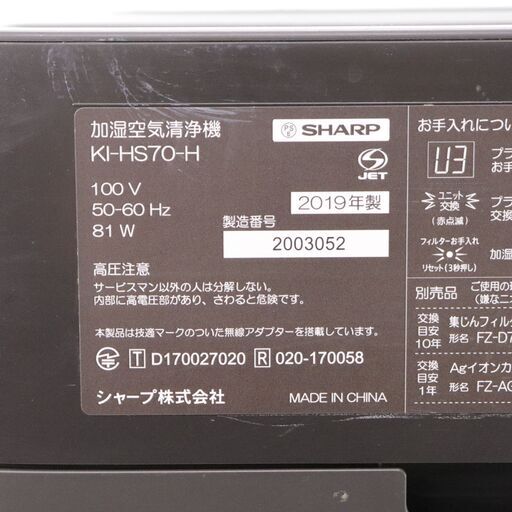 加湿空気清浄機
KI-HS70-H
PS E SHARP
JET
100 V
50-60 Hz
81 W
2019年製
製造番号
2003052
高圧注意
サービスマン以外の人は分解しない。
内部に高電圧部があり、さわると危険です。
本製品は技適マークのついた無線アダプターを搭載しています。
T D170027020 R 020-170058
シャープ株式会社
MADE IN CHINA
お手入れについ
U3
プラ
お手
ユニット
交換
(赤点滅)
プラ
交換
フィルターお手入れ
リセット(3秒押し)
加湿
別売品
ご使用の
(嫌なニ
交換
目安
10年
集じんフィルタ
形名 FZ-D7
交換
目安
1年
Agイオンカ
形名 FZ-AG